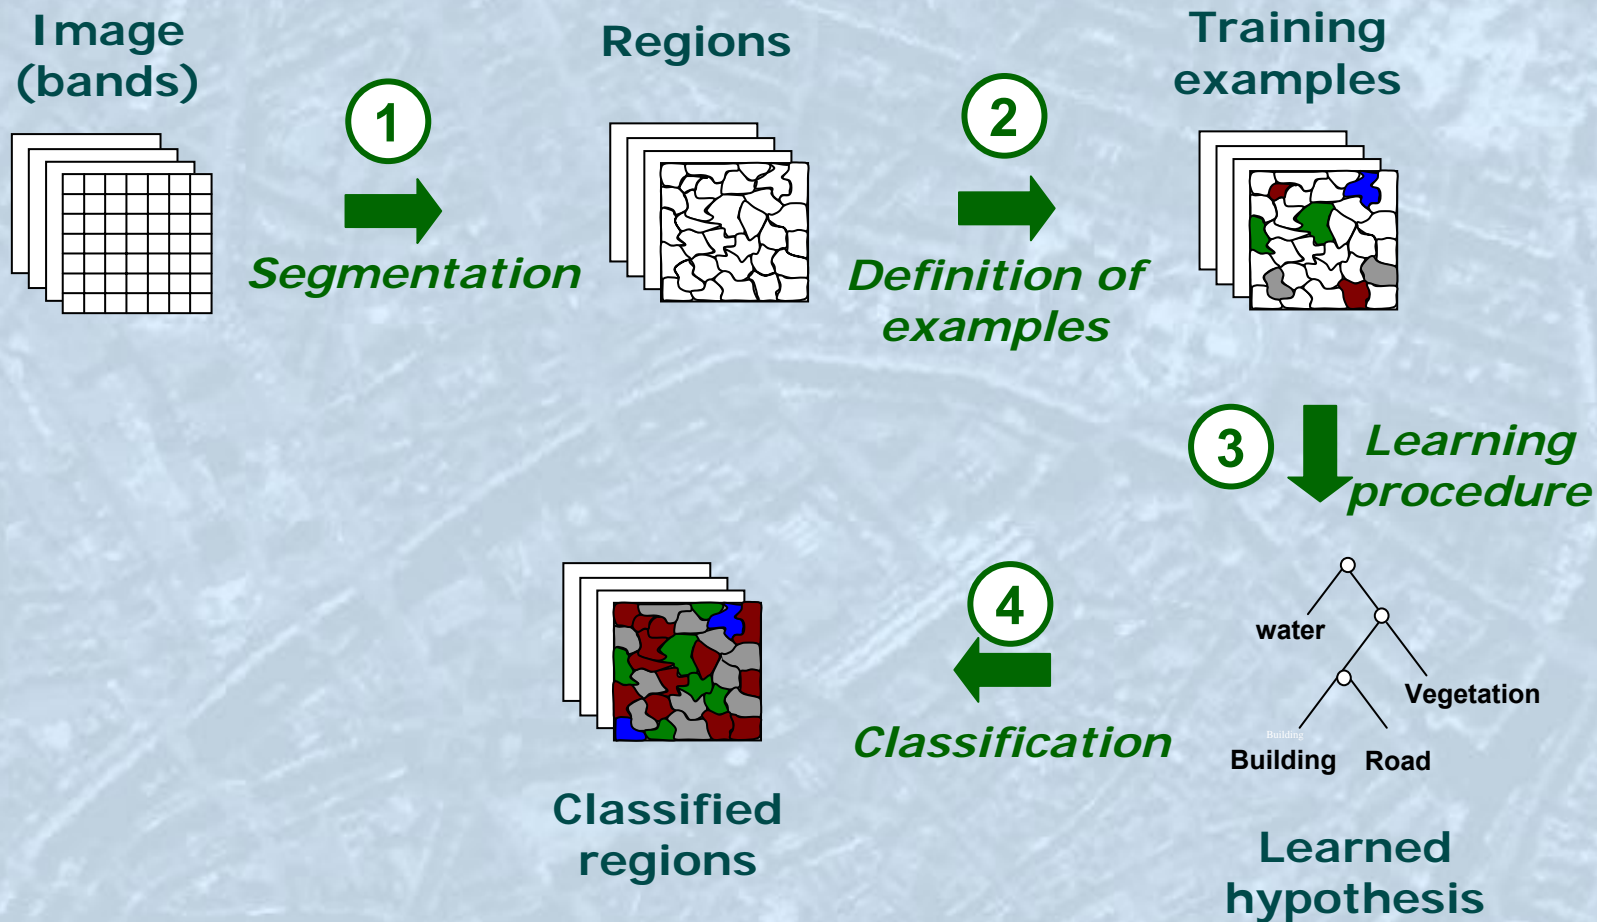 Image
(bands)
1
Segmentation
Regions
2
Definition of
examples
Training
examples
3
Learning
procedure
water
Vegetation
Building
Building
Road
Learned
hypothesis
4
Classification
Classified
regions